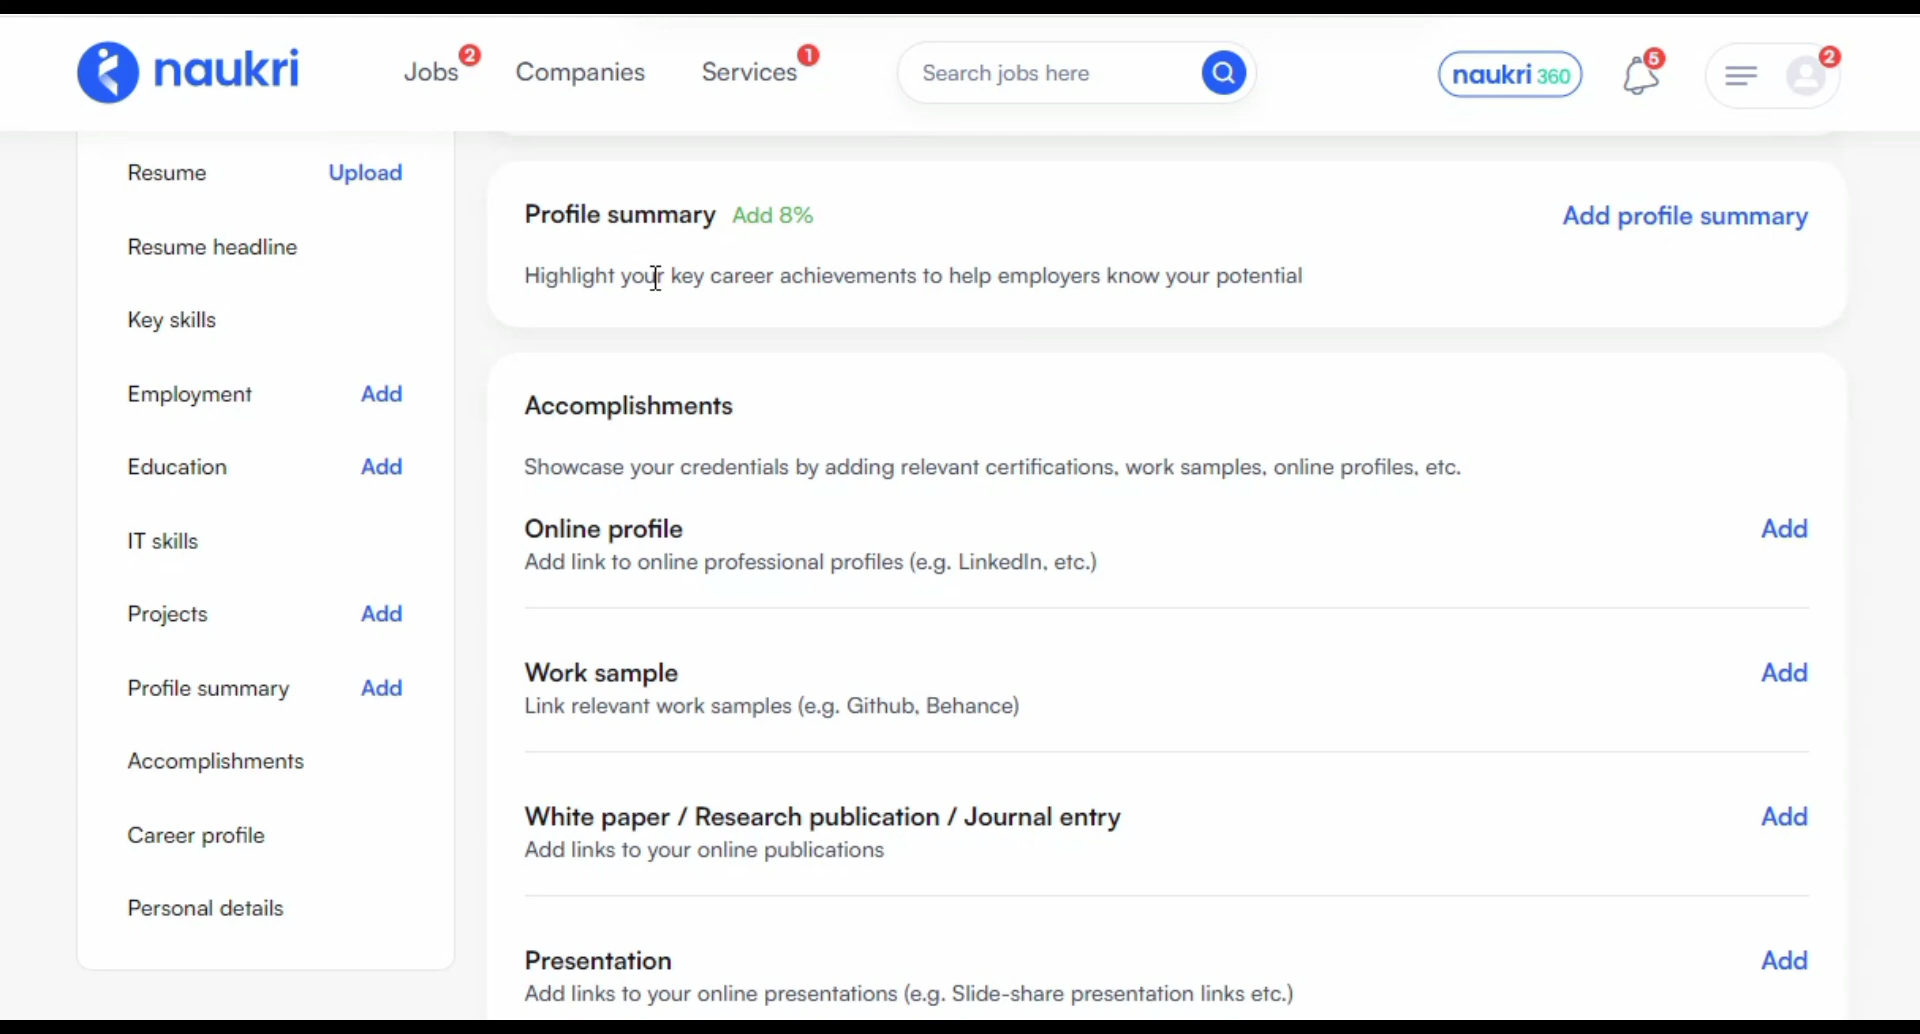 naukri
Jobs 2
Companies
Services 1
Search jobs here
naukri 360
5
2
Resume Upload
Resume headline
Key skills
Employment Add
Education Add
IT skills
Projects Add
Profile summary Add
Accomplishments
Career profile
Personal details
Profile summary Add 8% Add profile summary
Highlight your key career achievements to help employers know your potential
Accomplishments
Showcase your credentials by adding relevant certifications, work samples, online profiles, etc.
Online profile Add
Add link to online professional profiles (e.g. LinkedIn, etc.)
Work sample Add
Link relevant work samples (e.g. Github, Behance)
White paper / Research publication / Journal entry Add
Add links to your online publications
Presentation Add
Add links to your online presentations (e.g. Slide-share presentation links etc.)